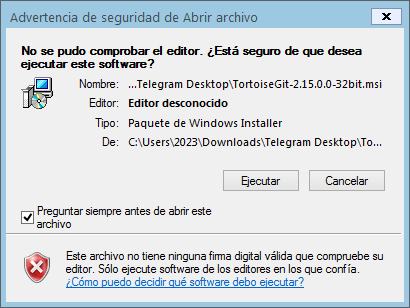 Advertencia de seguridad de Abrir archivo
No se pudo comprobar el editor. ¿Está seguro de que desea
ejecutar este software?
Nombre: ...Telegram Desktop\TortoiseGit-2.15.0.0-32bit.msi
Editor: Editor desconocido
Tipo: Paquete de Windows Installer
De: C:\Users\2023\Downloads\Telegram Desktop\To...
Ejecutar Cancelar
Preguntar siempre antes de abrir este
archivo
Este archivo no tiene ninguna firma digital válida que compruebe su
editor. Sólo ejecute software de los editores en los que confía.
¿Cómo puedo decidir qué software debo ejecutar?